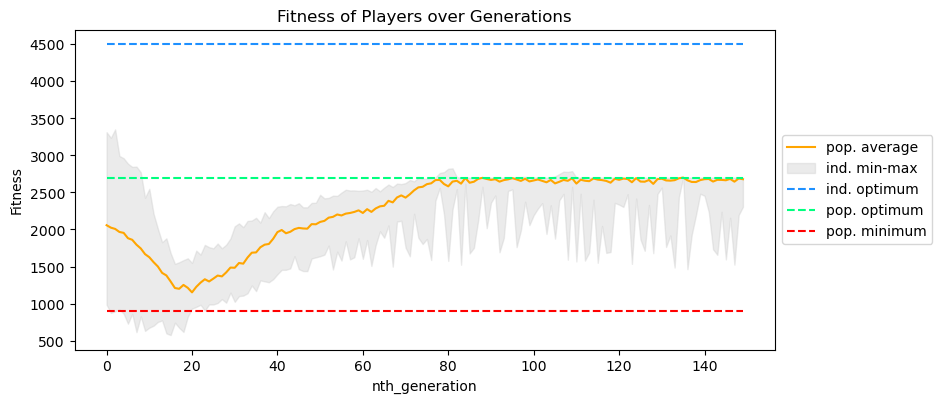 Fitness of Players over Generations
Fitness
4500
4000
3500
3000
2500
2000
1500
1000
500
0
20
40
60
80
100
120
140
nth_generation
pop. average
ind. min-max
ind. optimum
pop. optimum
pop. minimum